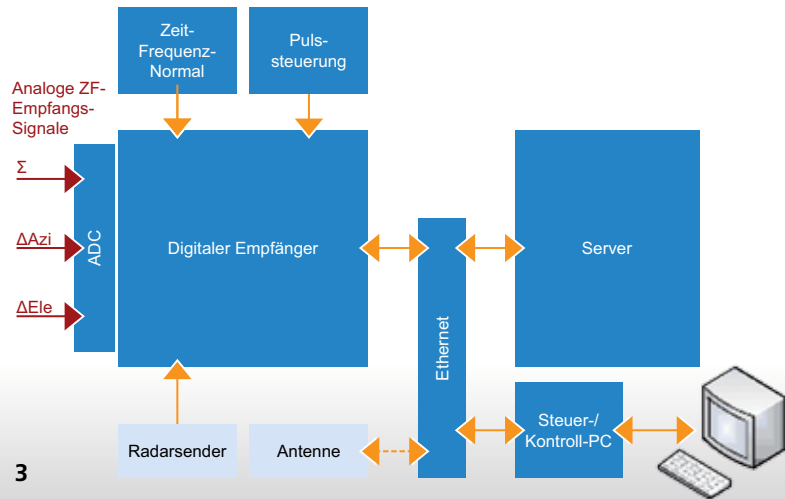 Zeit-
Frequenz-
Normal
Puls-
steuerung
Analoge ZF-
Empfangs-
Signale
Σ
ΔAzi
ΔEle
ADC
Digitaler Empfänger
Ethernet
Server
Radarsender
Antenne
Steuer-/
Kontroll-PC
3